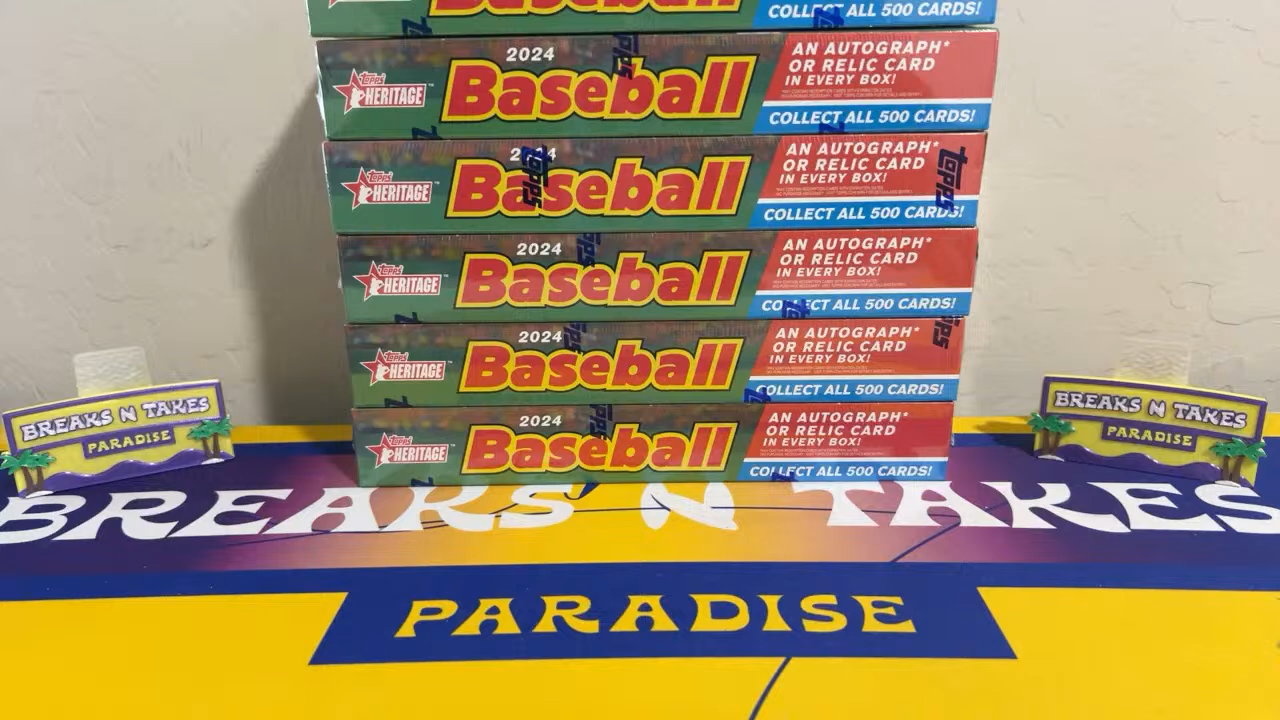 Baseball
COLLECT ALL 500 CARDS!
2024
topps
HERITAGE
Baseball
AN AUTOGRAPH*
OR RELIC CARD
IN EVERY BOX!
COLLECT ALL 500 CARDS!
2024
topps
HERITAGE
Baseball
topps
AN AUTOGRAPH*
OR RELIC CARD
IN EVERY BOX!
COLLECT ALL 500 CARDS!
topps
2024
topps
HERITAGE
Baseball
AN AUTOGRAPH*
OR RELIC CARD
IN EVERY BOX!
COLLECT ALL 500 CARDS!
2024
topps
HERITAGE
Baseball
AN AUTOGRAPH*
OR RELIC CARD
IN EVERY BOX!
COLLECT ALL 500 CARDS!
2024
topps
HERITAGE
Baseball
AN AUTOGRAPH*
OR RELIC CARD
IN EVERY BOX!
COLLECT ALL 500 CARDS!
BREAKS N TAKES
PARADISE
BREAKS N TAKES
PARADISE
BREAKS 'N TAKES
PARADISE